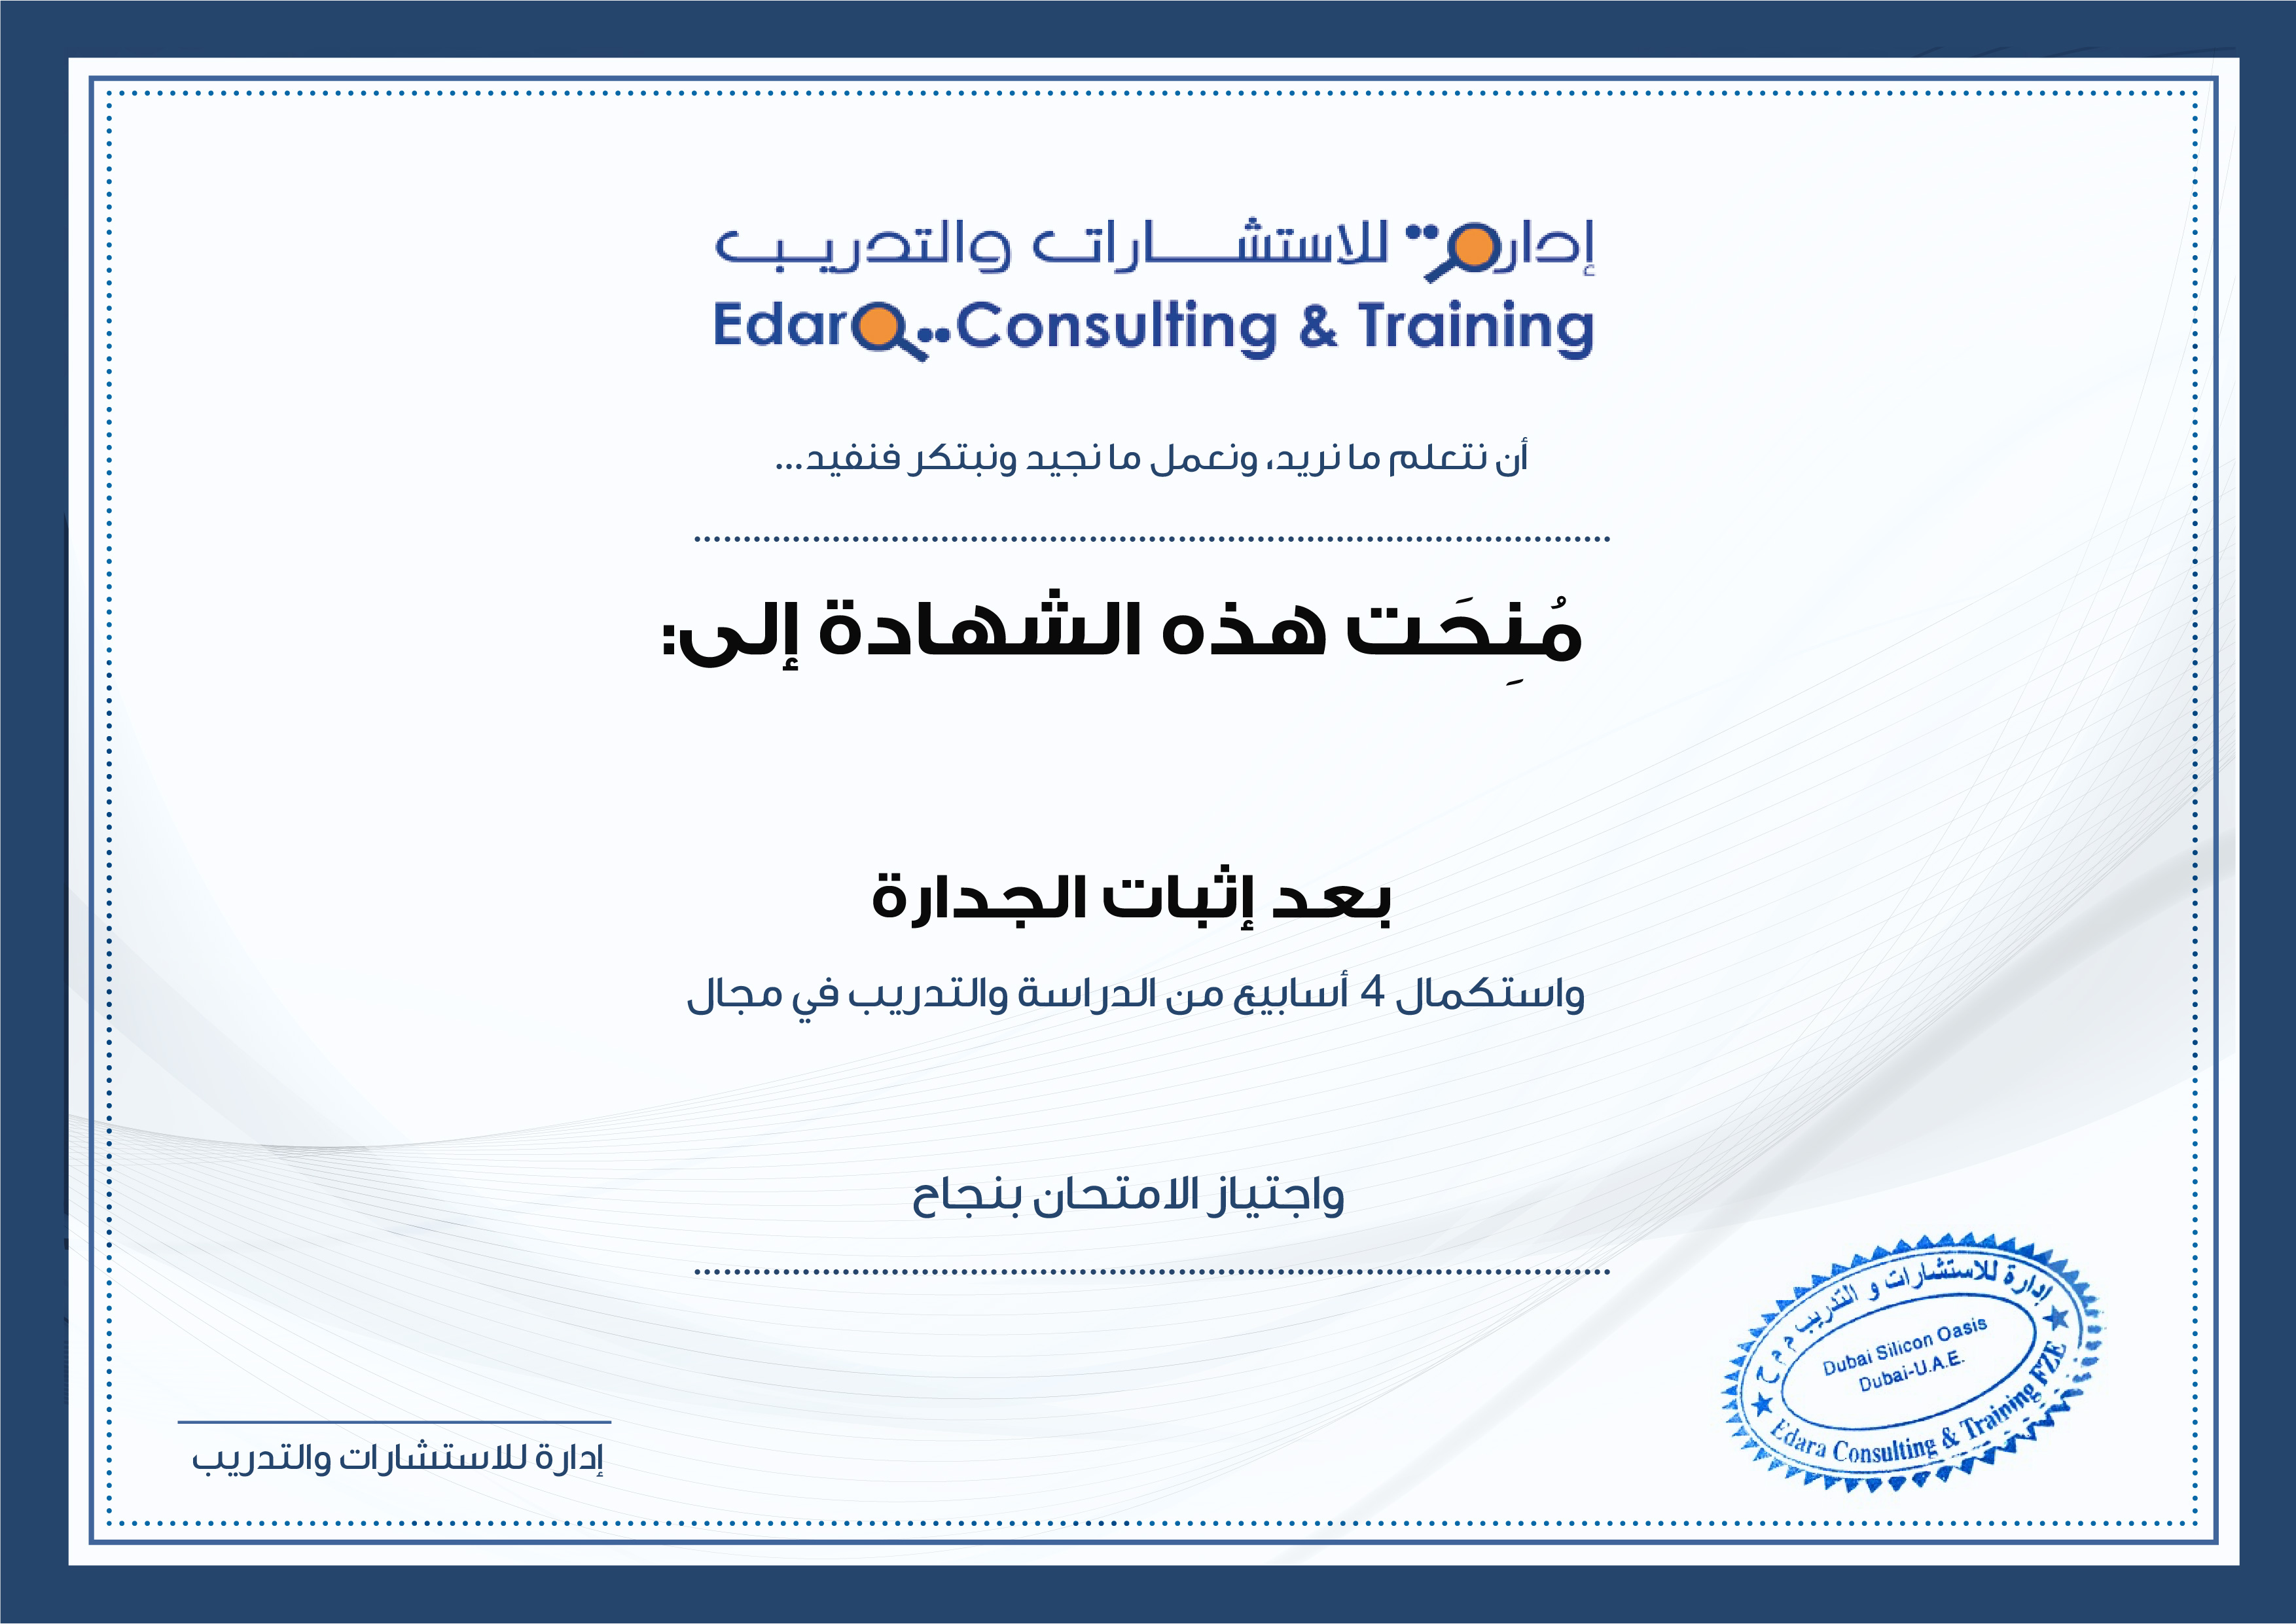 إدارة.. للاستشـــارات والتدريـب
Edara..Consulting & Training
أن نتعلم ما نريد، ونعمل ما نجيد ونبتكر فنفيد...
مُنِحَت هذه الشهادة إلى:
بعد إثبات الجدارة
واستكمال 4 أسابيع من الدراسة والتدريب في مجال
واجتياز الامتحان بنجاح
إدارة للاستشارات والتدريب
إدارة للاستشارات و التدريب م م ح
Dubai Silicon Oasis
Dubai-U.A.E.
Edara Consulting & Training FZE